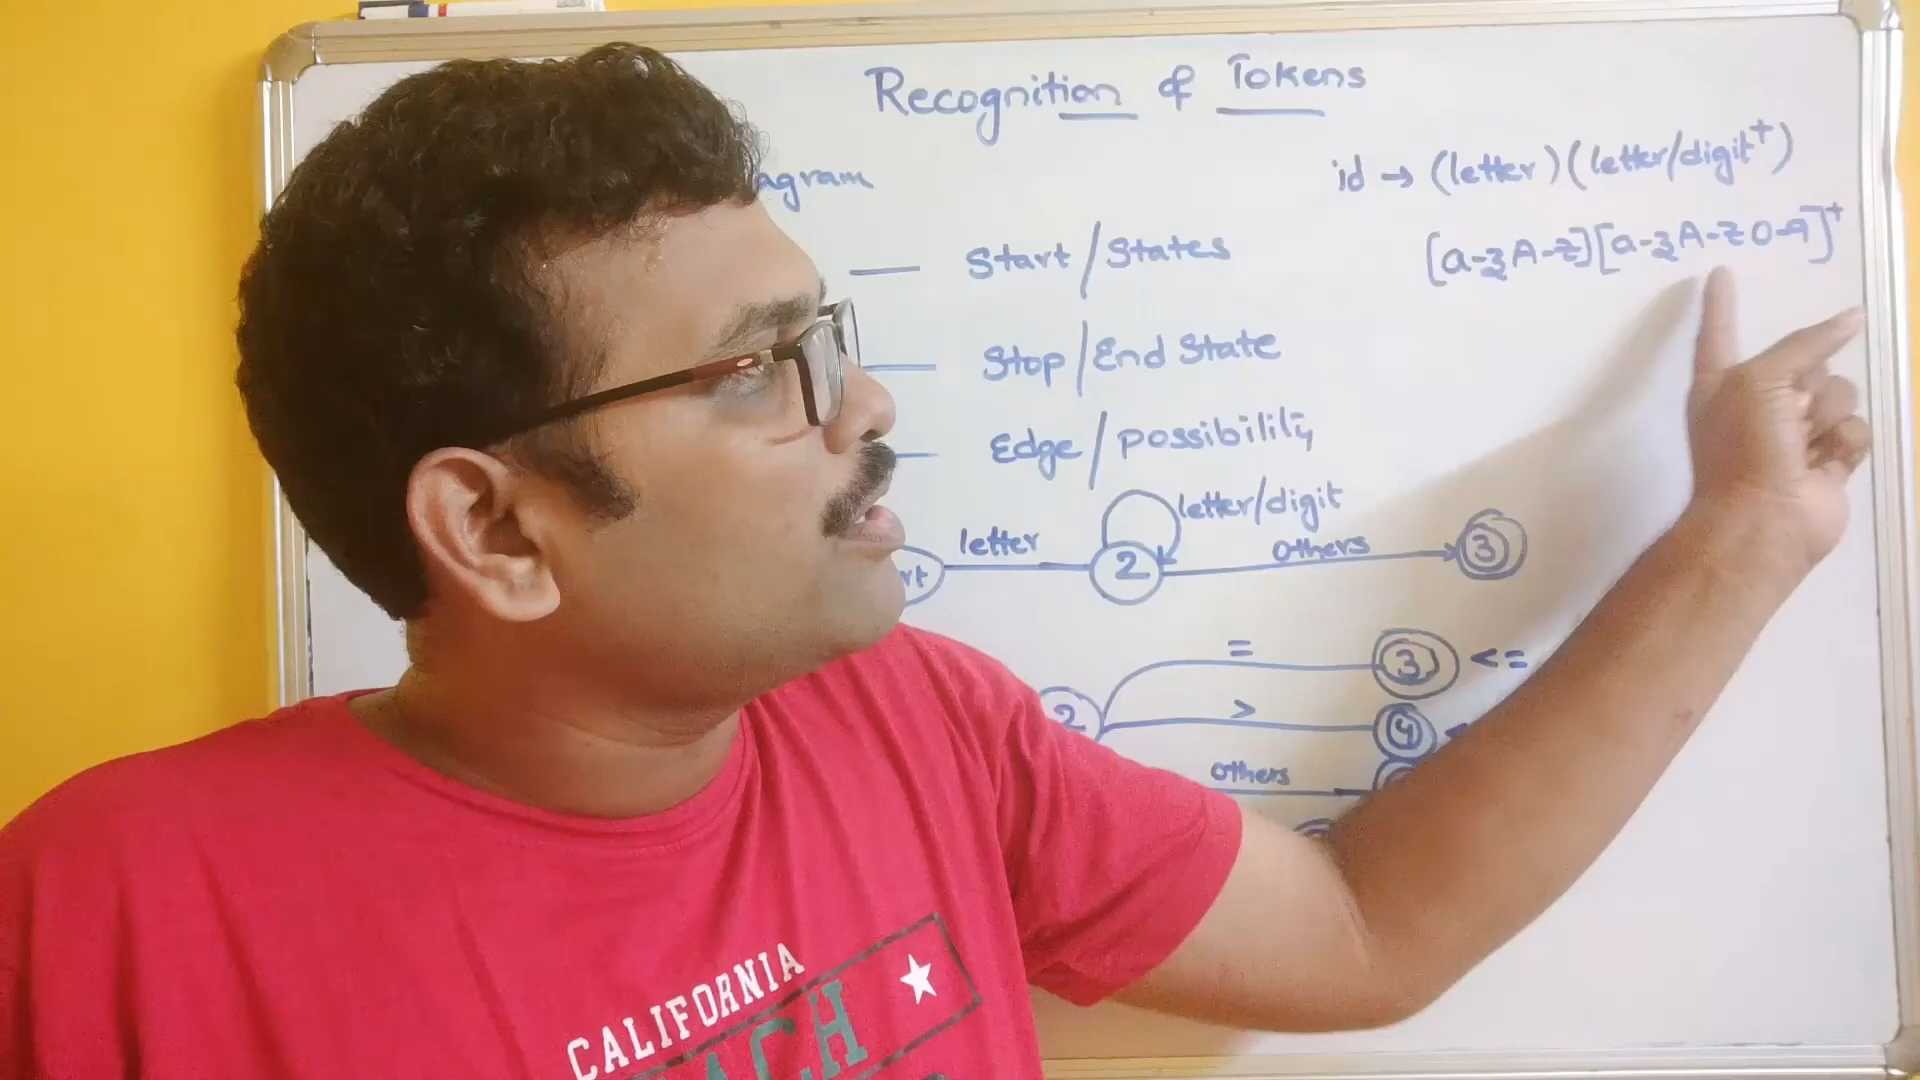 Recognition of Tokens
agram
id → (letter)(letter/digit⁺)
[a-zA-Z][a-zA-Z0-9]⁺
Start/States
Stop/End State
Edge/possibility
letter
2
letter/digit
others
3
rt
2
=
3
<=
>
4
<
others
CALIFORNIA